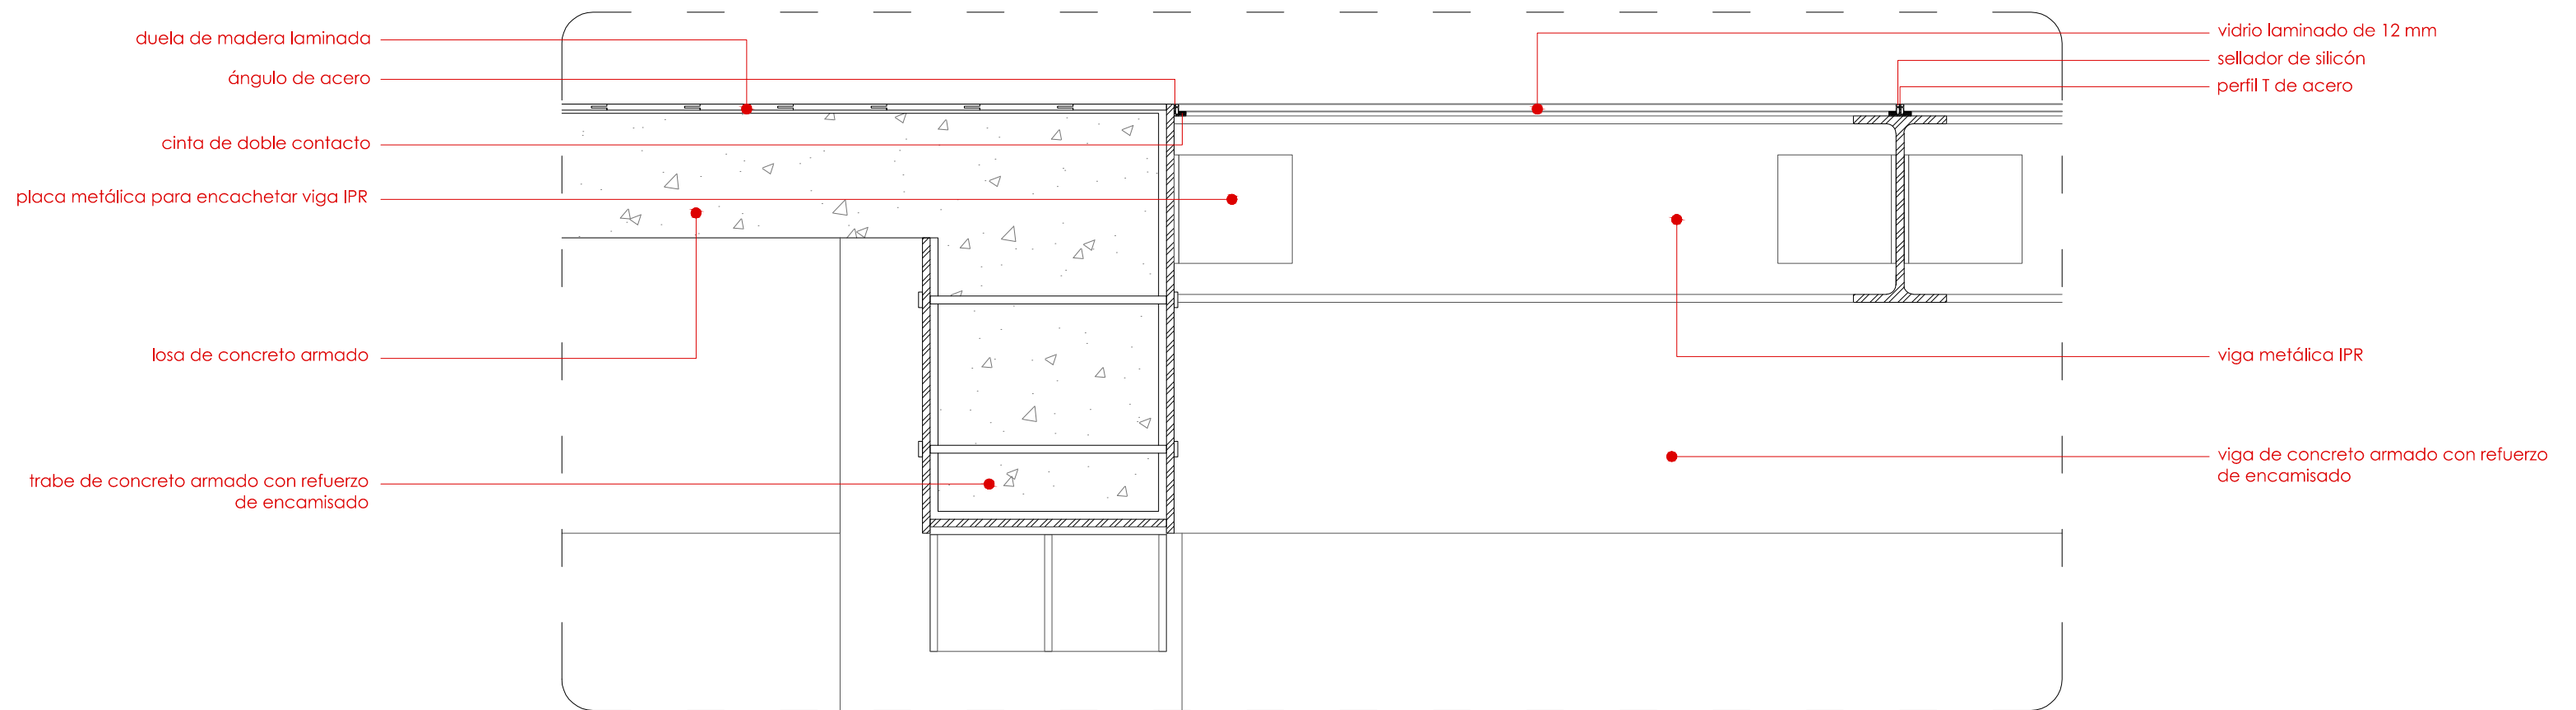 duela de madera laminada
ángulo de acero
cinta de doble contacto
placa metálica para encachetar viga IPR
losa de concreto armado
trabe de concreto armado con refuerzo
de encamisado
vidrio laminado de 12 mm
sellador de silicón
perfil T de acero
viga metálica IPR
viga de concreto armado con refuerzo
de encamisado